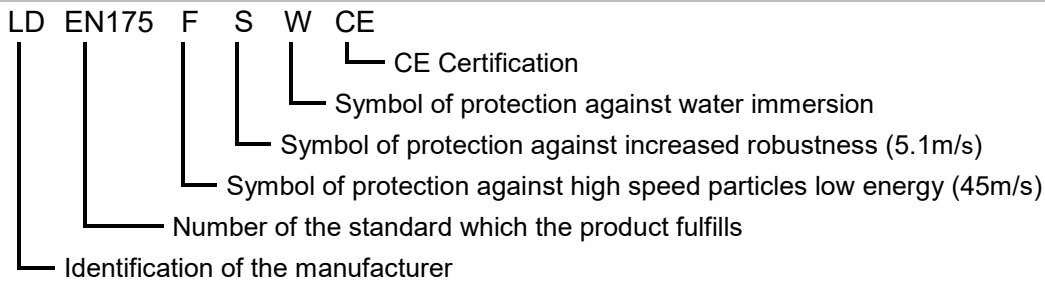 LD EN175 F S W CE
CE Certification
Symbol of protection against water immersion
Symbol of protection against increased robustness (5.1m/s)
Symbol of protection against high speed particles low energy (45m/s)
Number of the standard which the product fulfills
Identification of the manufacturer